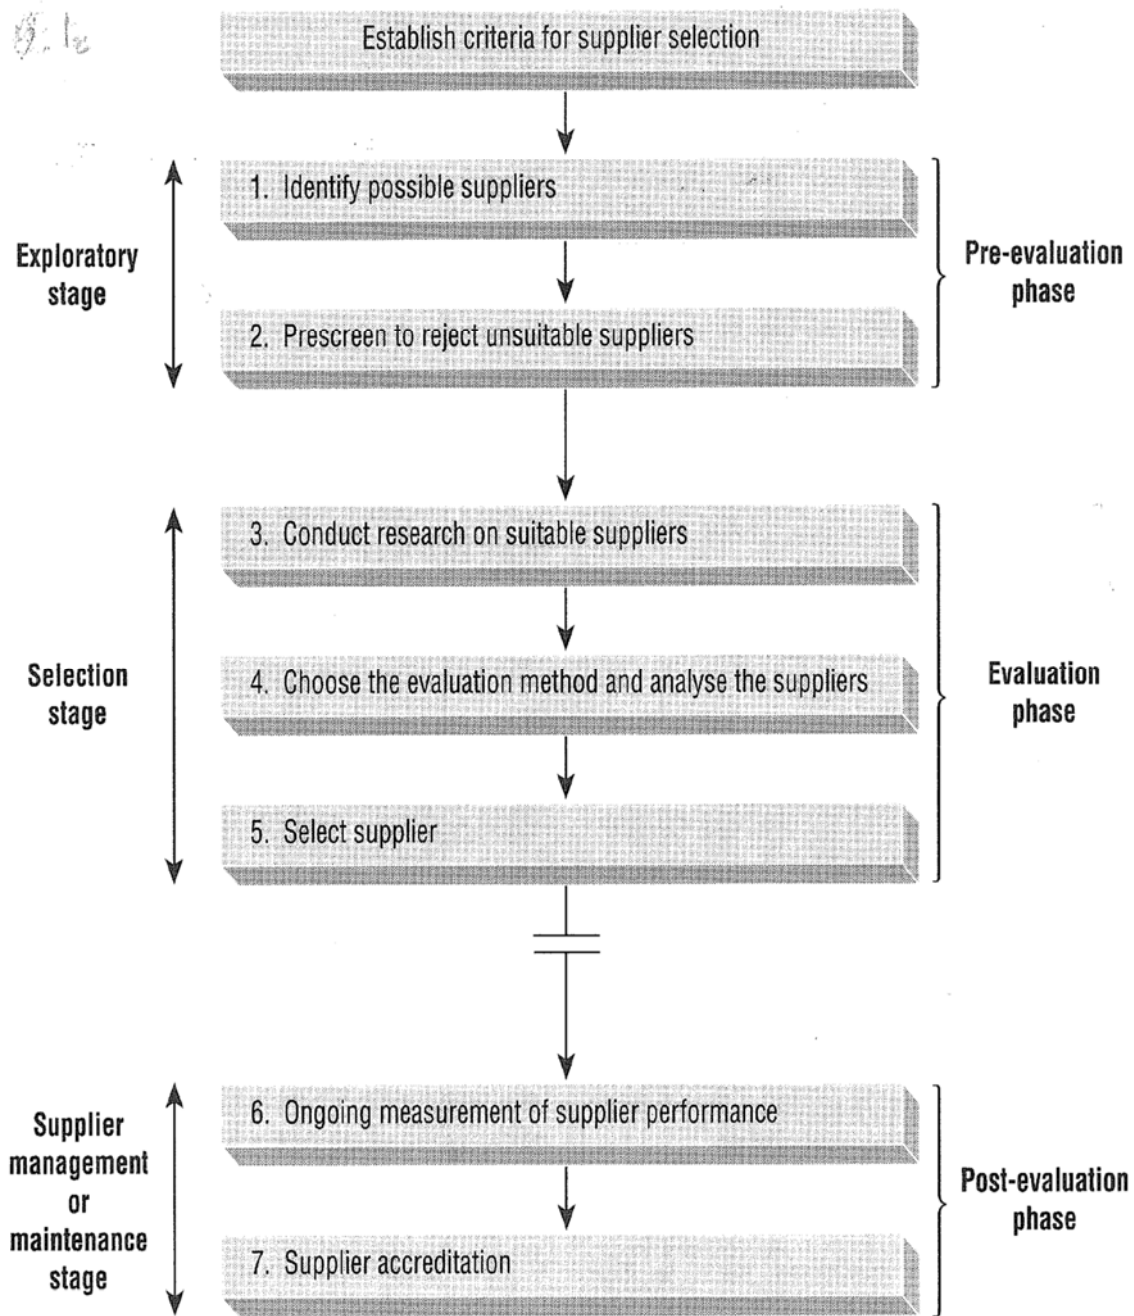 Establish criteria for supplier selection
1. Identify possible suppliers
Exploratory
stage
Pre-evaluation
phase
2. Prescreen to reject unsuitable suppliers
3. Conduct research on suitable suppliers
Selection
stage
4. Choose the evaluation method and analyse the suppliers
Evaluation
phase
5. Select supplier
6. Ongoing measurement of supplier performance
Supplier
management
or
maintenance
stage
Post-evaluation
phase
7. Supplier accreditation